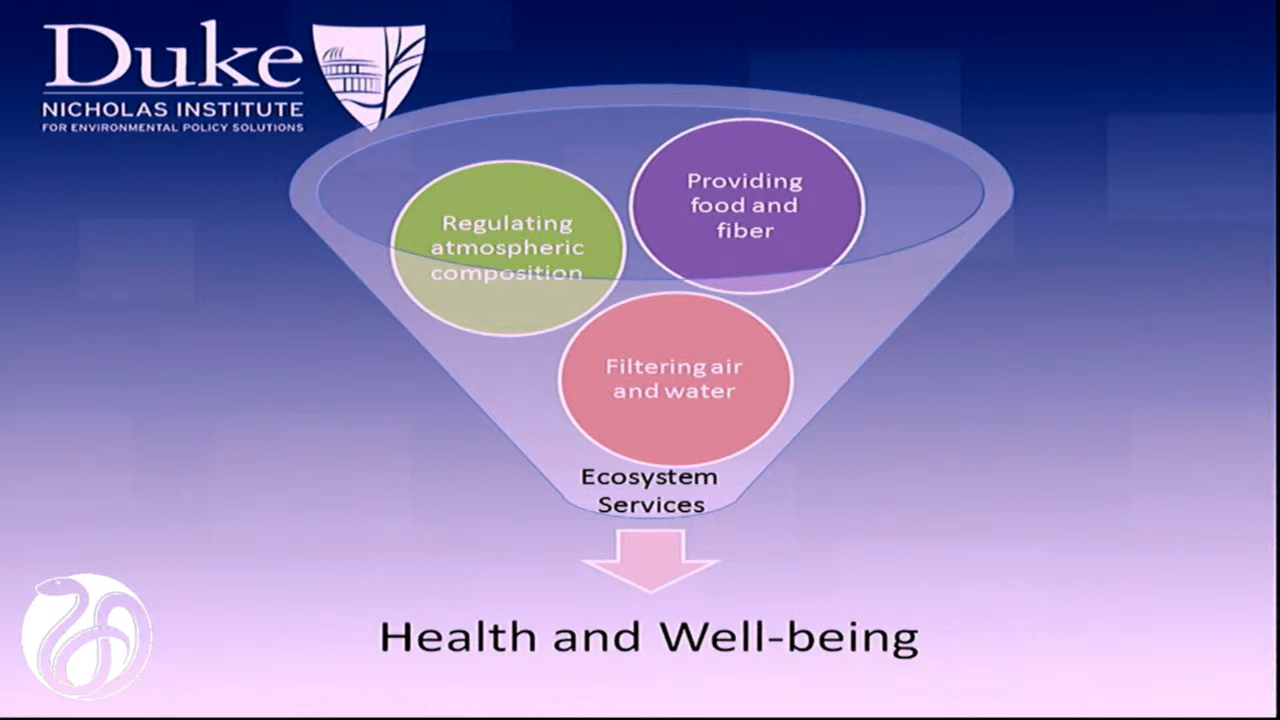 Duke
NICHOLAS INSTITUTE
FOR ENVIRONMENTAL POLICY SOLUTIONS
Providing
food and
fiber
Regulating
atmospheric
composition
Filtering air
and water
Ecosystem
Services
Health and Well-being